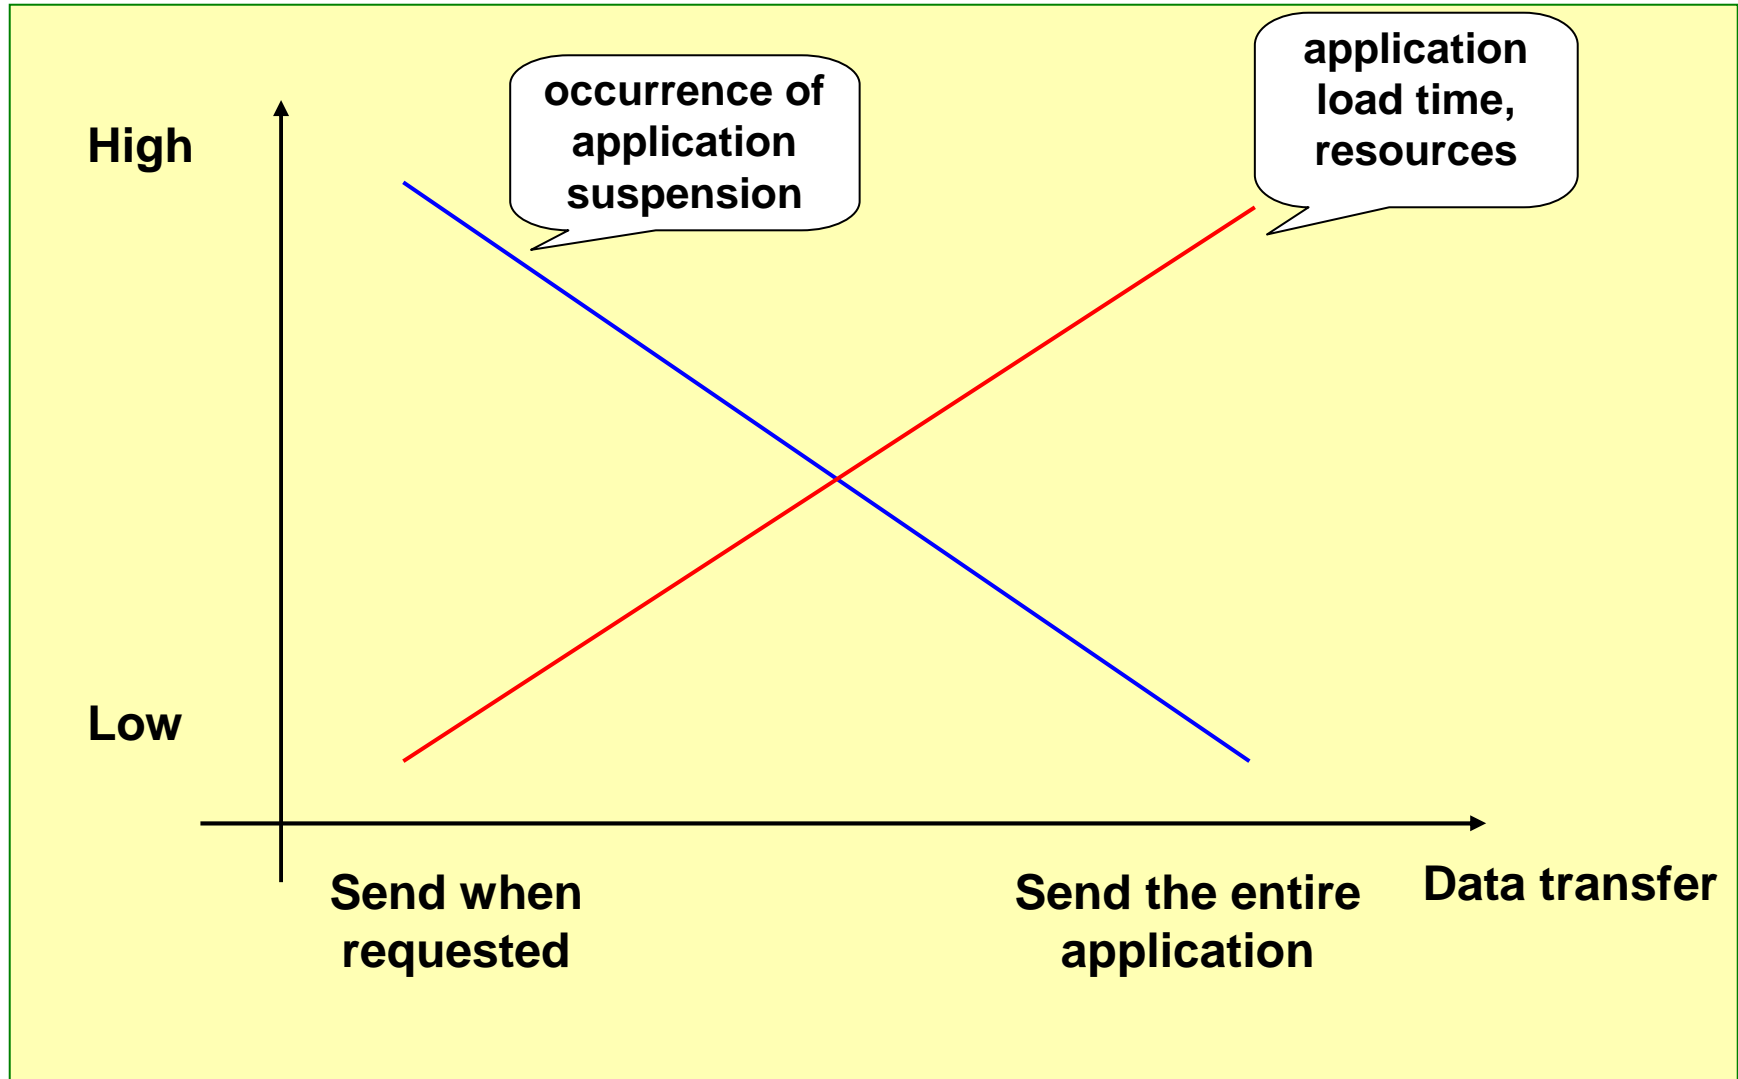 occurrence of
application
suspension
application
load time,
resources
High
Low
Send when
requested
Send the entire
application
Data transfer